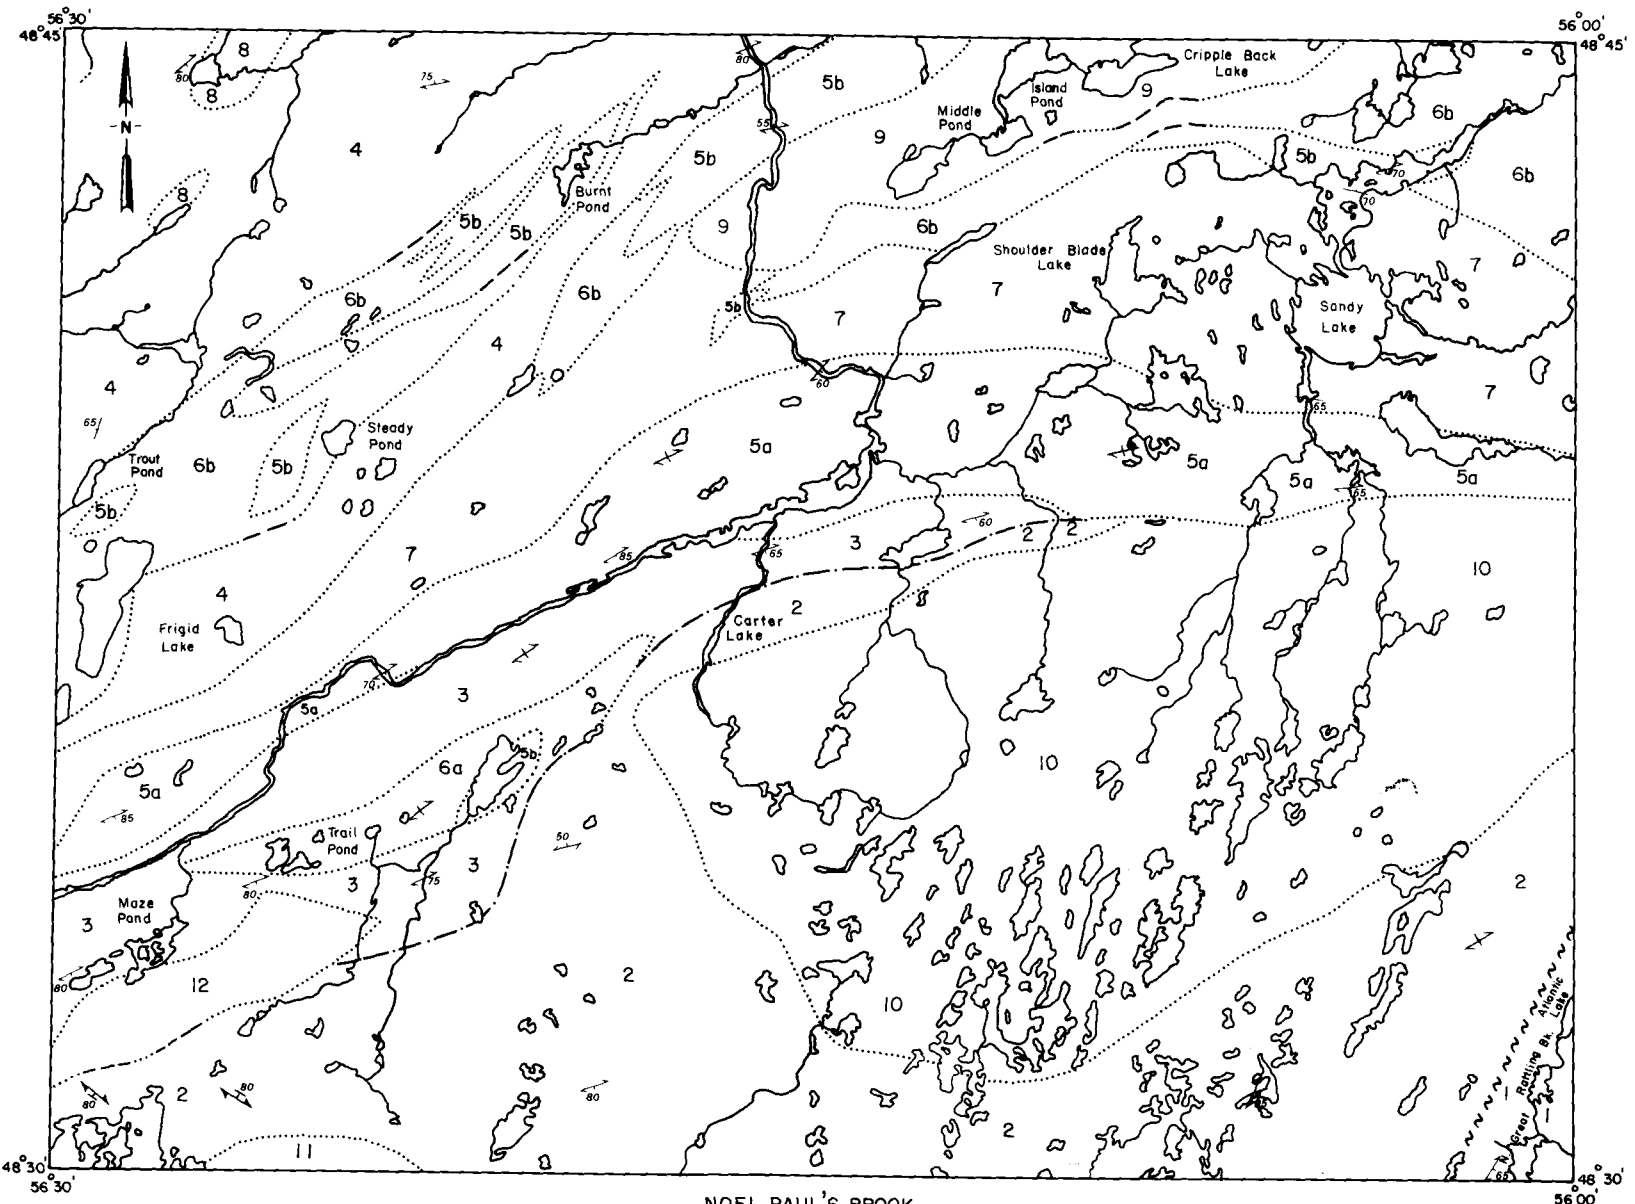 56°30'
56°00'
48°45'
48°45'
N
8
8
80
75
80
5b
Cripple Back
Lake
Island
Pond
9
Middle
Pond
6b
4
55
9
5b
5b
70
6b
8
Burnt
Pond
70
5b
5b
9
6b
Shoulder Blade
Lake
7
6b
6b
5b
7
7
Sandy
Lake
4
4
60
7
65
65
Steady
Pond
5a
Trout
Pond
6b
5b
5a
5a
5a
65
5b
60
2
2
3
7
85
65
10
4
2
Frigid
Lake
Carter
Lake
70
3
5a
5b
6a
10
5a
85
Trail
Pond
50
3
3
75
80
2
Maze
Pond
3
80
12
2
10
Atlantic
Lake
Great Rattling Bk.
80
80
80
2
2
11
65
48°30'
48°30'
56°30'
56°00'
NOEL PAUL'S BROOK